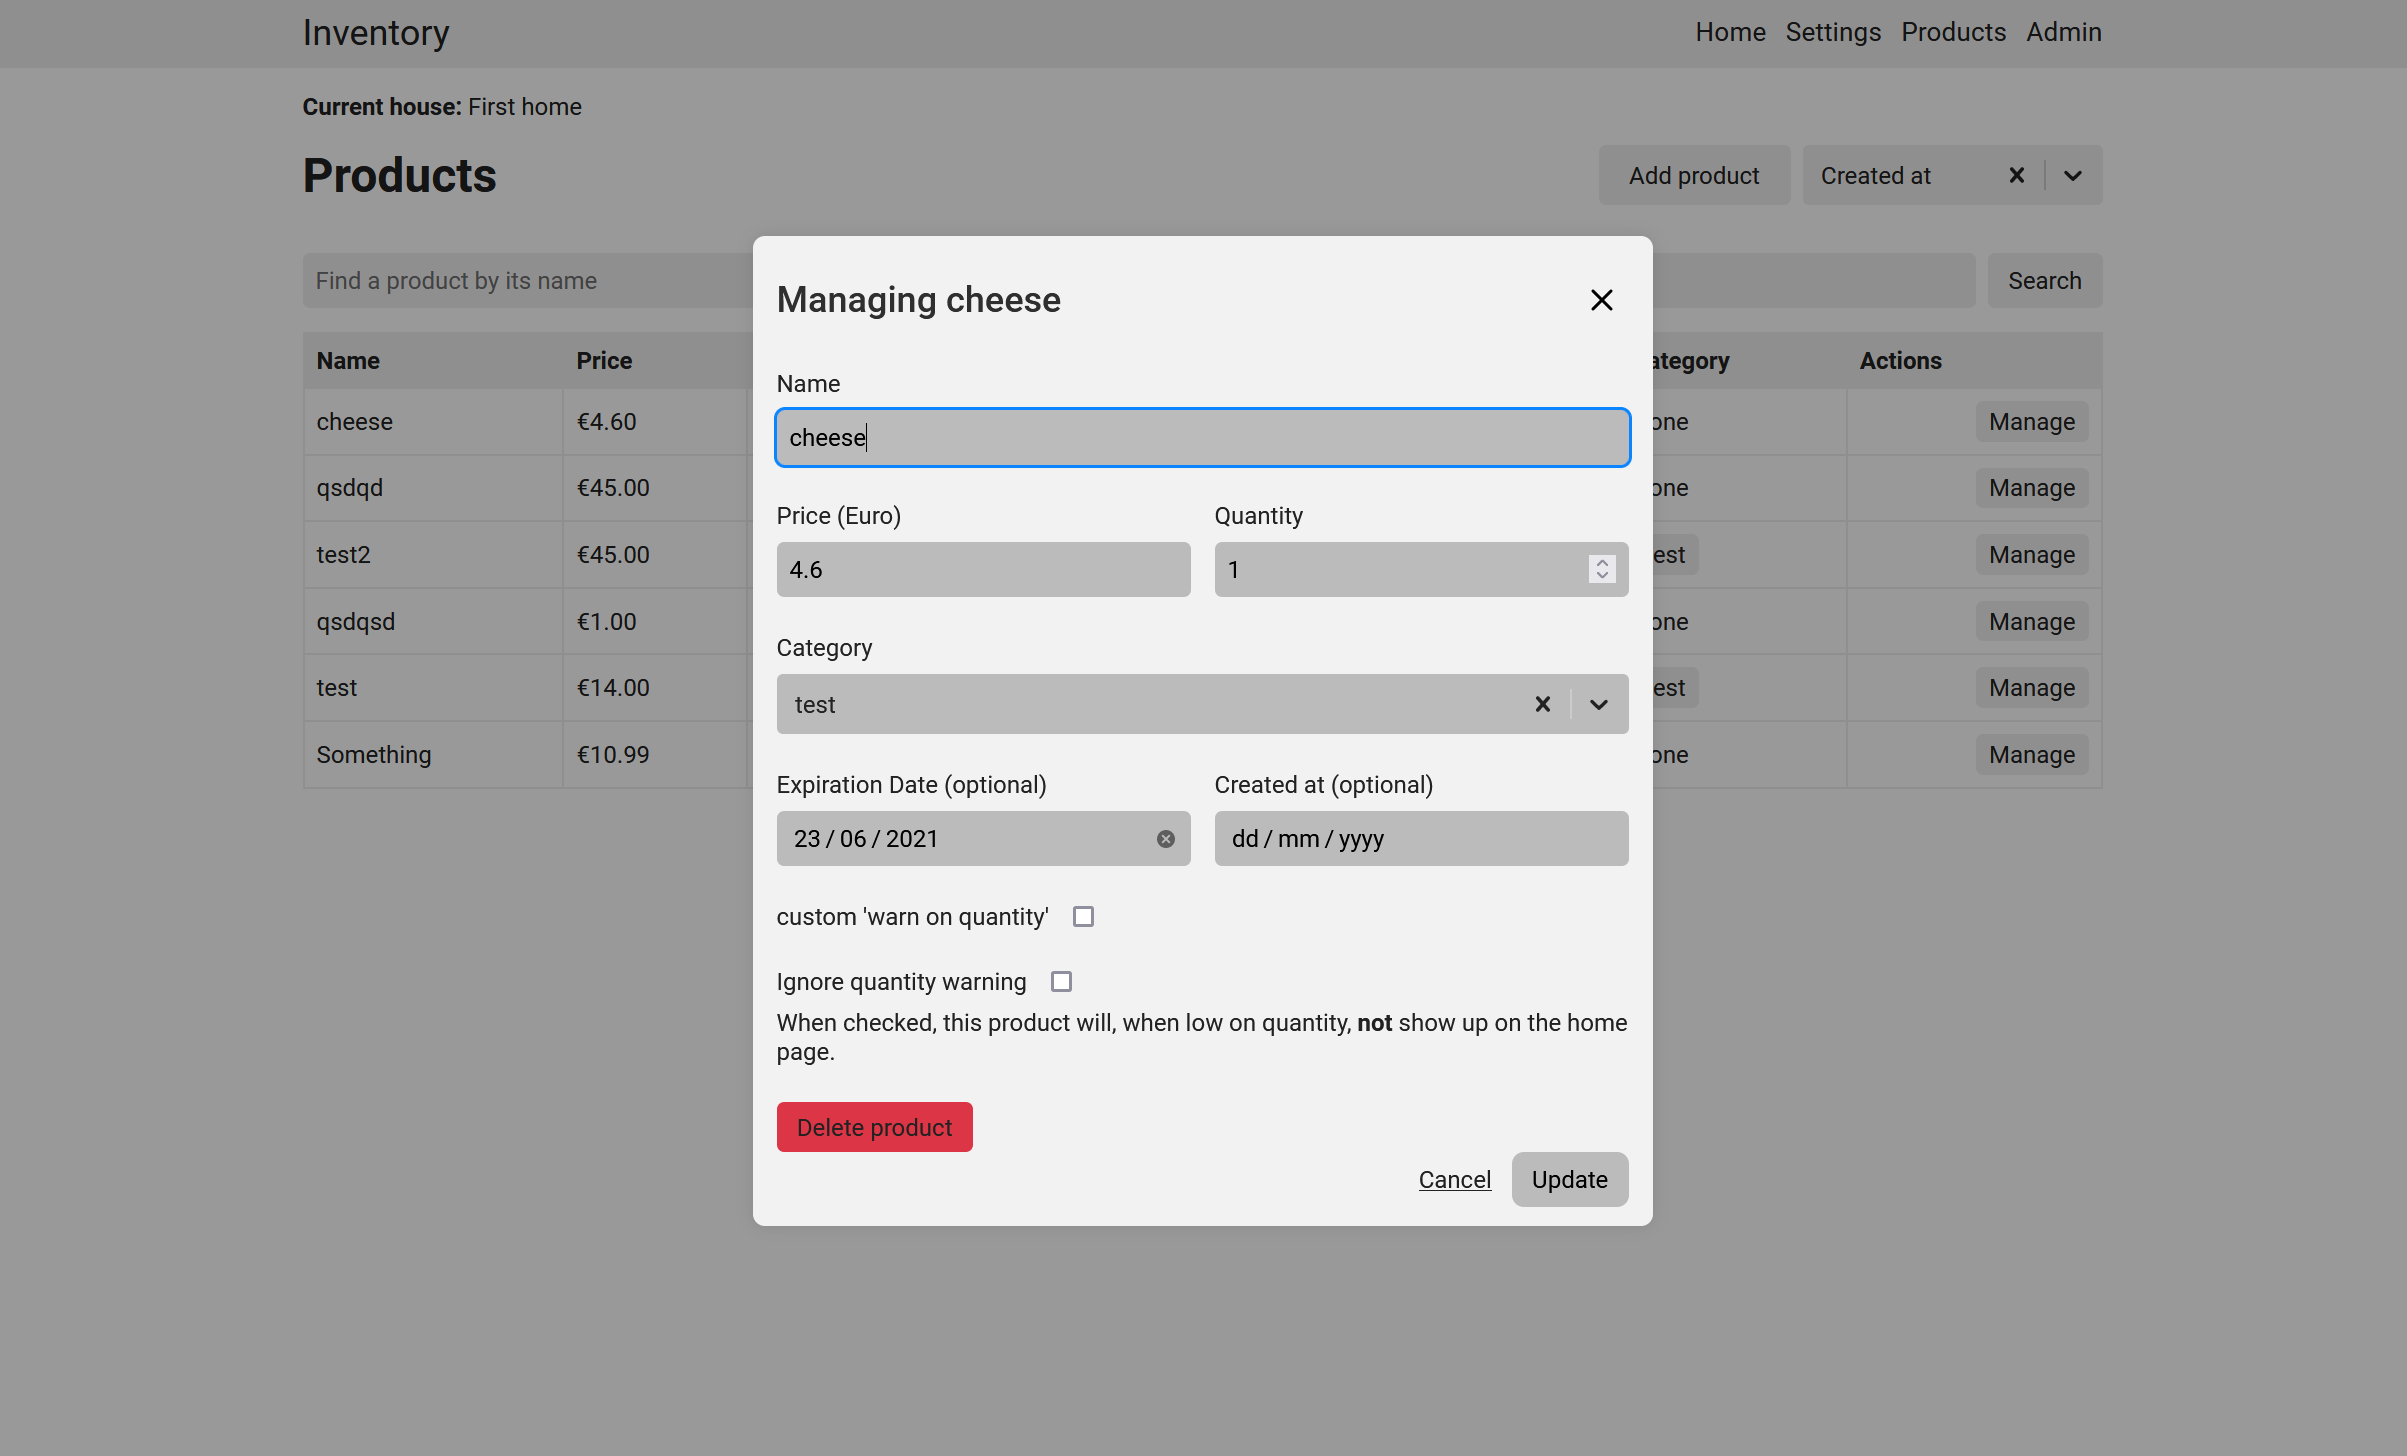 Inventory
Home Settings Products Admin
Current house: First home
Products
Add product
Created at
Find a product by its name
Search
Managing cheese
Name Price
ategory Actions
Name
cheese €4.60
one Manage
cheese
qsdqd €45.00
one Manage
Price (Euro) Quantity
test2 €45.00
est Manage
4.6 1
qsdqsd €1.00
one Manage
Category
test €14.00
est Manage
test
Something €10.99
one Manage
Expiration Date (optional) Created at (optional)
23 / 06 / 2021 dd / mm / yyyy
custom 'warn on quantity'
Ignore quantity warning
When checked, this product will, when low on quantity, not show up on the home
page.
Delete product
Cancel Update